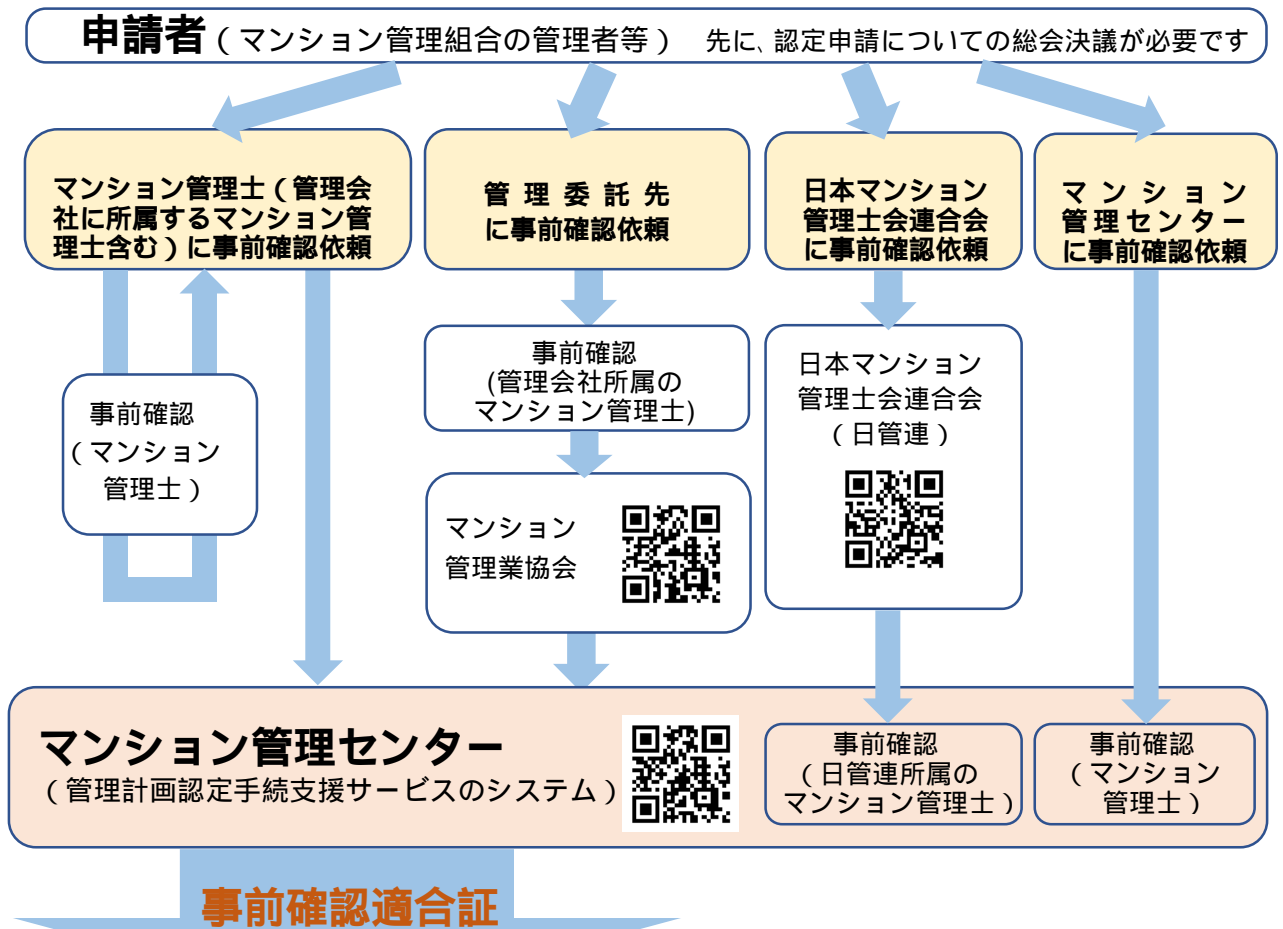 申請者（マンション管理組合の管理者等） 先に、認定申請についての総会決議が必要です
マンション管理士（管理会
社に所属するマンション管
理士含む）に事前確認依頼
管理委託先
に事前確認依頼
日本マンション
管理士会連合会
に事前確認依頼
マンション
管理センター
に事前確認依頼
事前確認
（マンション
管理士）
事前確認
(管理会社所属の
マンション管理士)
マンション
管理業協会
日本マンション
管理士会連合会
（日管連）
マンション管理センター
（管理計画認定手続支援サービスのシステム）
事前確認
（日管連所属の
マンション管理士）
事前確認
（マンション
管理士）
事前確認適合証